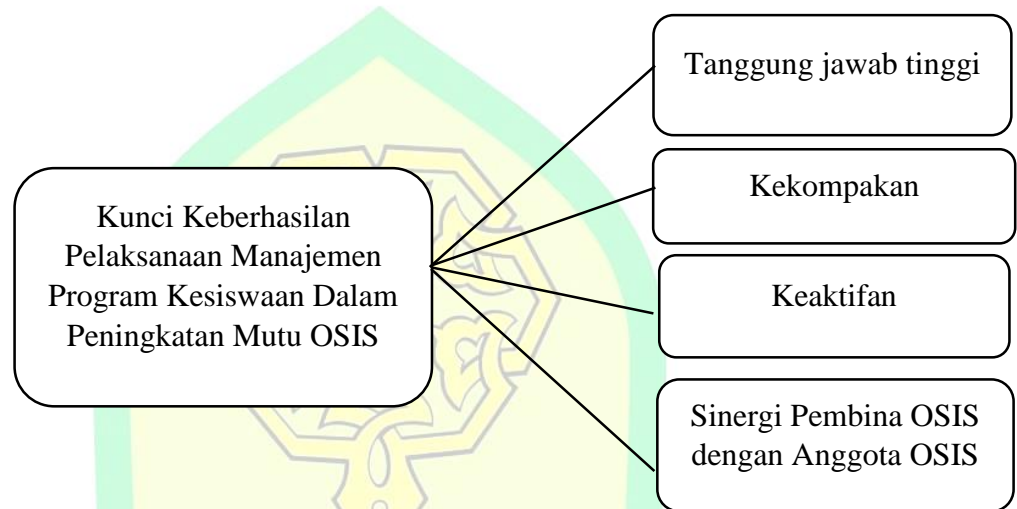 Kunci Keberhasilan
Pelaksanaan Manajemen
Program Kesiswaan Dalam
Peningkatan Mutu OSIS
Tanggung jawab tinggi
Kekompakan
Keaktifan
Sinergi Pembina OSIS
dengan Anggota OSIS